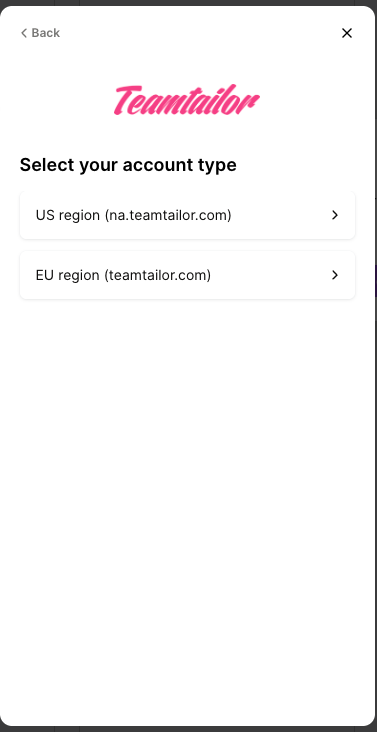 Back
Teamtailor
Select your account type
US region (na.teamtailor.com)
EU region (teamtailor.com)